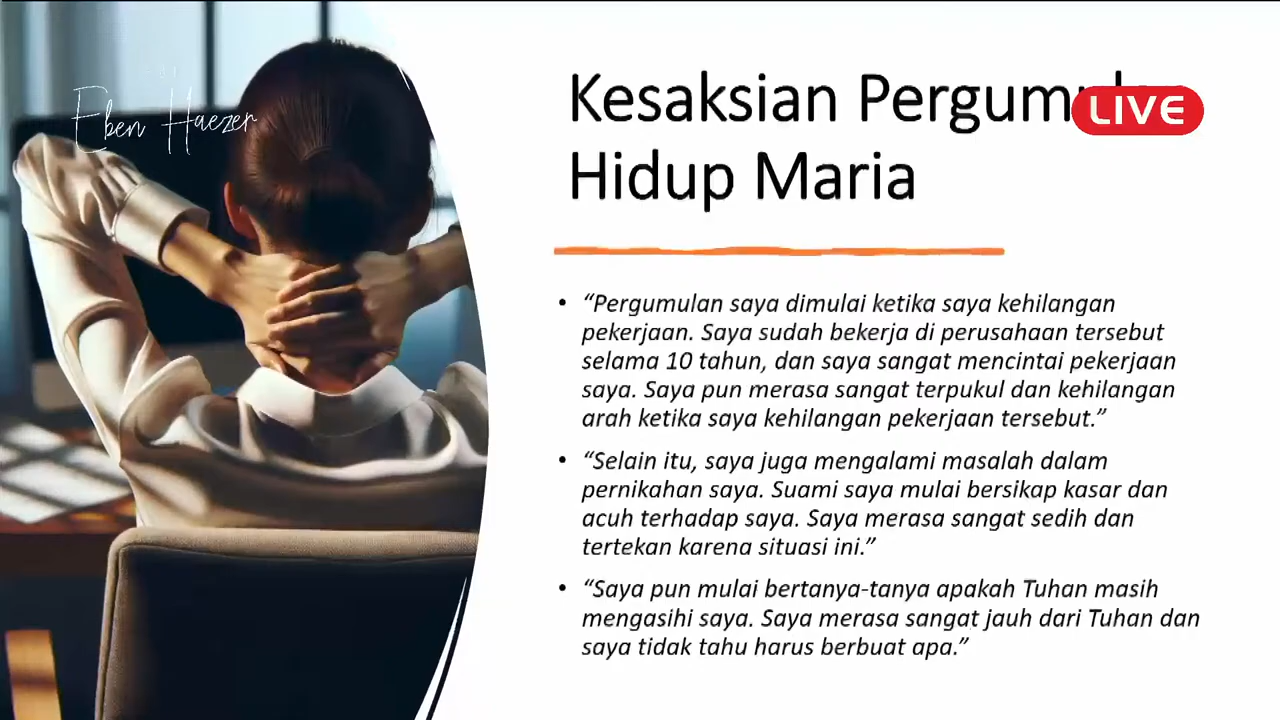 Eben Haezer
Kesaksian
LIVE
Hidup Maria
• “Pergumulan saya dimulai ketika saya kehilangan
pekerjaan. Saya sudah bekerja di perusahaan tersebut
selama 10 tahun, dan saya sangat mencintai pekerjaan
saya. Saya pun merasa sangat terpukul dan kehilangan
arah ketika saya kehilangan pekerjaan tersebut.”
• “Selain itu, saya juga mengalami masalah dalam
pernikahan saya. Suami saya mulai bersikap kasar dan
acuh terhadap saya. Saya merasa sangat sedih dan
tertekan karena situasi ini.”
• “Saya pun mulai bertanya-tanya apakah Tuhan masih
mengasihi saya. Saya merasa sangat jauh dari Tuhan dan
saya tidak tahu harus berbuat apa.”